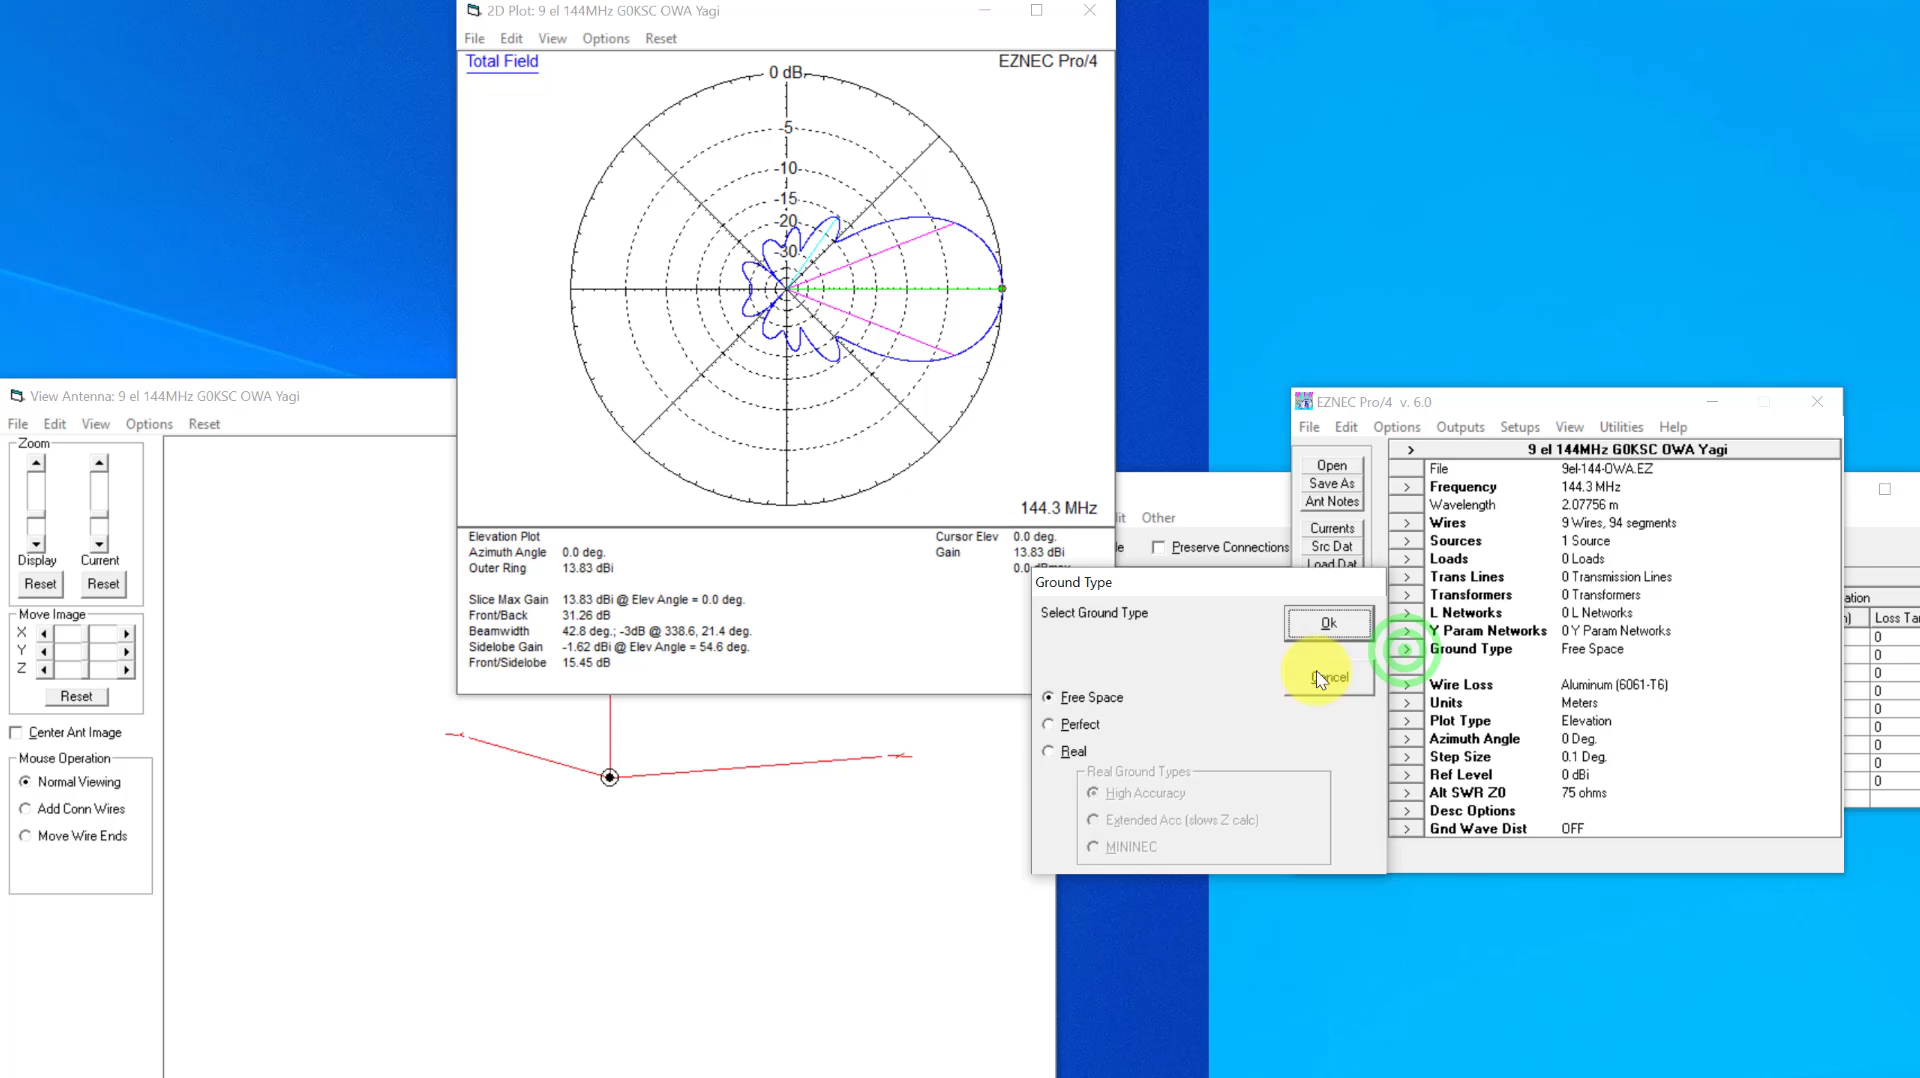 2D Plot: 9 el 144MHz G0KSC OWA Yagi
File Edit View Options Reset
Total Field
EZNEC Pro/4
0 dB
-5
-10
-15
-20
-30
144.3 MHz
Elevation Plot
Azimuth Angle 0.0 deg.
Outer Ring 13.83 dBi
Cursor Elev 0.0 deg.
Gain 13.83 dBi
Slice Max Gain 13.83 dBi @ Elev Angle = 0.0 deg.
Front/Back 31.26 dB
Beamwidth 42.8 deg.; -3dB @ 338.6, 21.4 deg.
Sidelobe Gain -1.62 dBi @ Elev Angle = 54.6 deg.
Front/Sidelobe 15.45 dB
View Antenna: 9 el 144MHz G0KSC OWA Yagi
File Edit View Options Reset
Zoom
Display Current
Reset Reset
Move Image
X
Y
Z
Reset
Center Ant Image
Mouse Operation
Normal Viewing
Add Conn Wires
Move Wire Ends
Other
Preserve Connections
Ground Type
Select Ground Type
Ok
Cancel
Free Space
Perfect
Real
Real Ground Types
High Accuracy
Extended Acc (slows Z calc)
MININEC
EZNEC Pro/4 v. 6.0
File Edit Options Outputs Setups View Utilities Help
Open
Save As
Ant Notes
Currents
Src Dat
Load Dat
> 9 el 144MHz G0KSC OWA Yagi
File 9el-144-OWA.EZ
> Frequency 144.3 MHz
Wavelength 2.07756 m
> Wires 9 Wires, 94 segments
> Sources 1 Source
> Loads 0 Loads
> Trans Lines 0 Transmission Lines
> Transformers 0 Transformers
> L Networks 0 L Networks
> Y Param Networks 0 Y Param Networks
> Ground Type Free Space
> Wire Loss Aluminum (6061-T6)
> Units Meters
> Plot Type Elevation
> Azimuth Angle 0 Deg.
> Step Size 0.1 Deg.
> Ref Level 0 dBi
> Alt SWR Z0 75 ohms
> Desc Options
> Gnd Wave Dist OFF
Loss
0
0
0
0
0
0
0
0
0